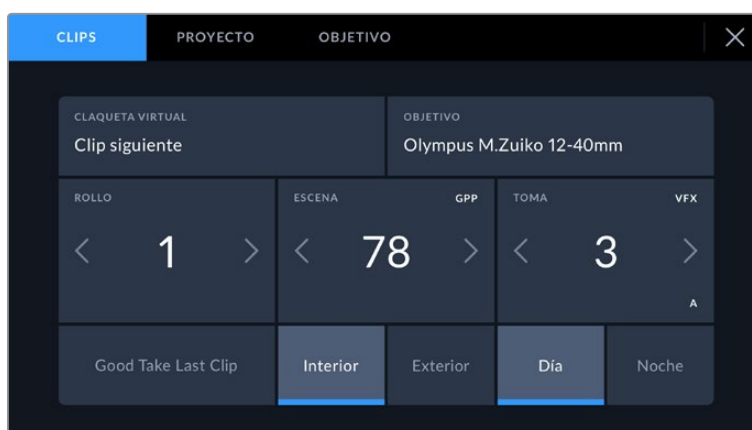 CLIPS PROYECTO OBJETIVO
CLAQUETA VIRTUAL OBJETIVO
Clip siguiente Olympus M.Zuiko 12-40mm
ROLLO ESCENA GPP TOMA VFX
1 78 3
A
Good Take Last Clip Interior Exterior Día Noche